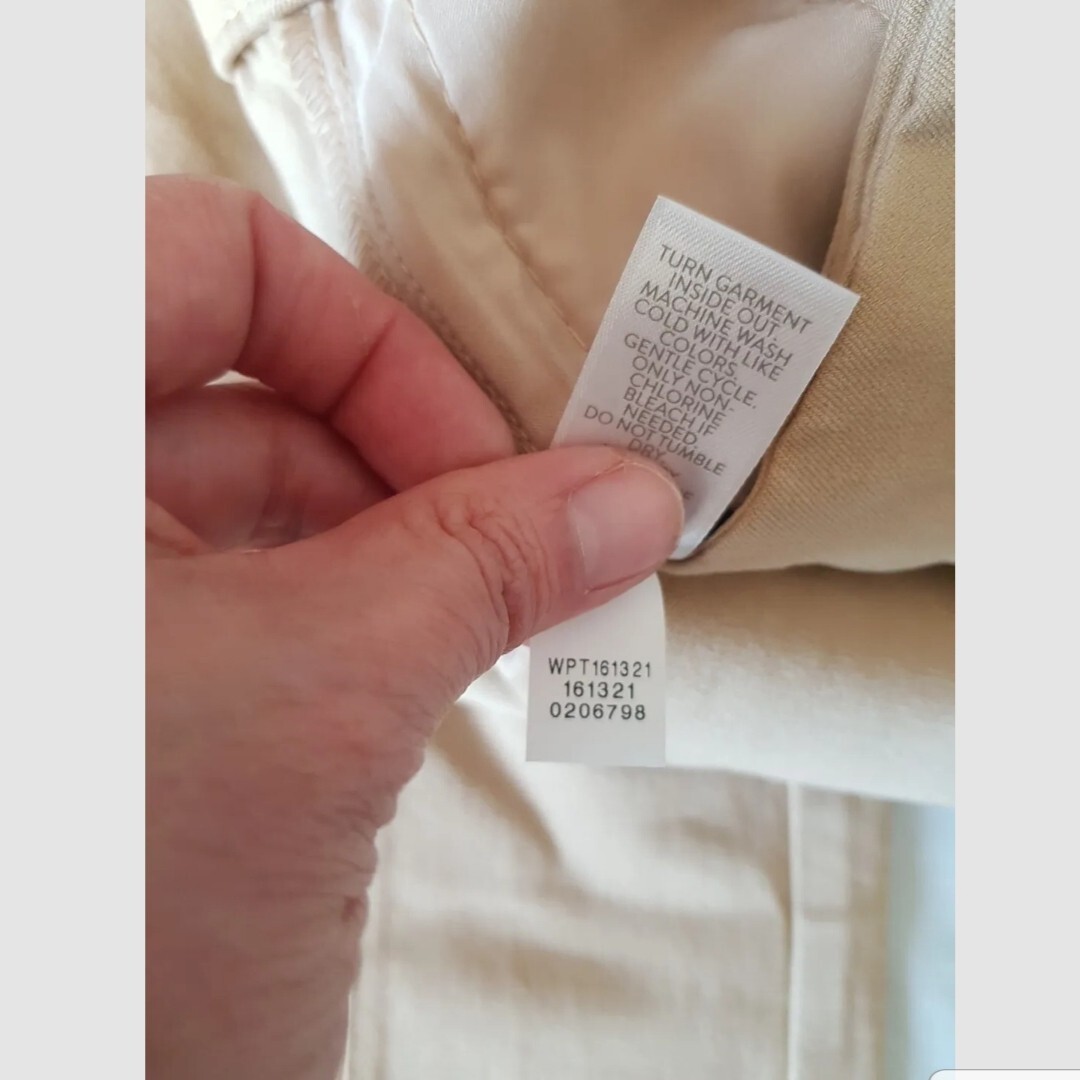 TURN GARMENT
INSIDE OUT.
MACHINE WASH
COLD WITH LIKE
COLORS.
GENTLE CYCLE.
ONLY NON-
CHLORINE
BLEACH IF
NEEDED.
DO NOT TUMBLE
DRY.
WPT161321
161321
0206798